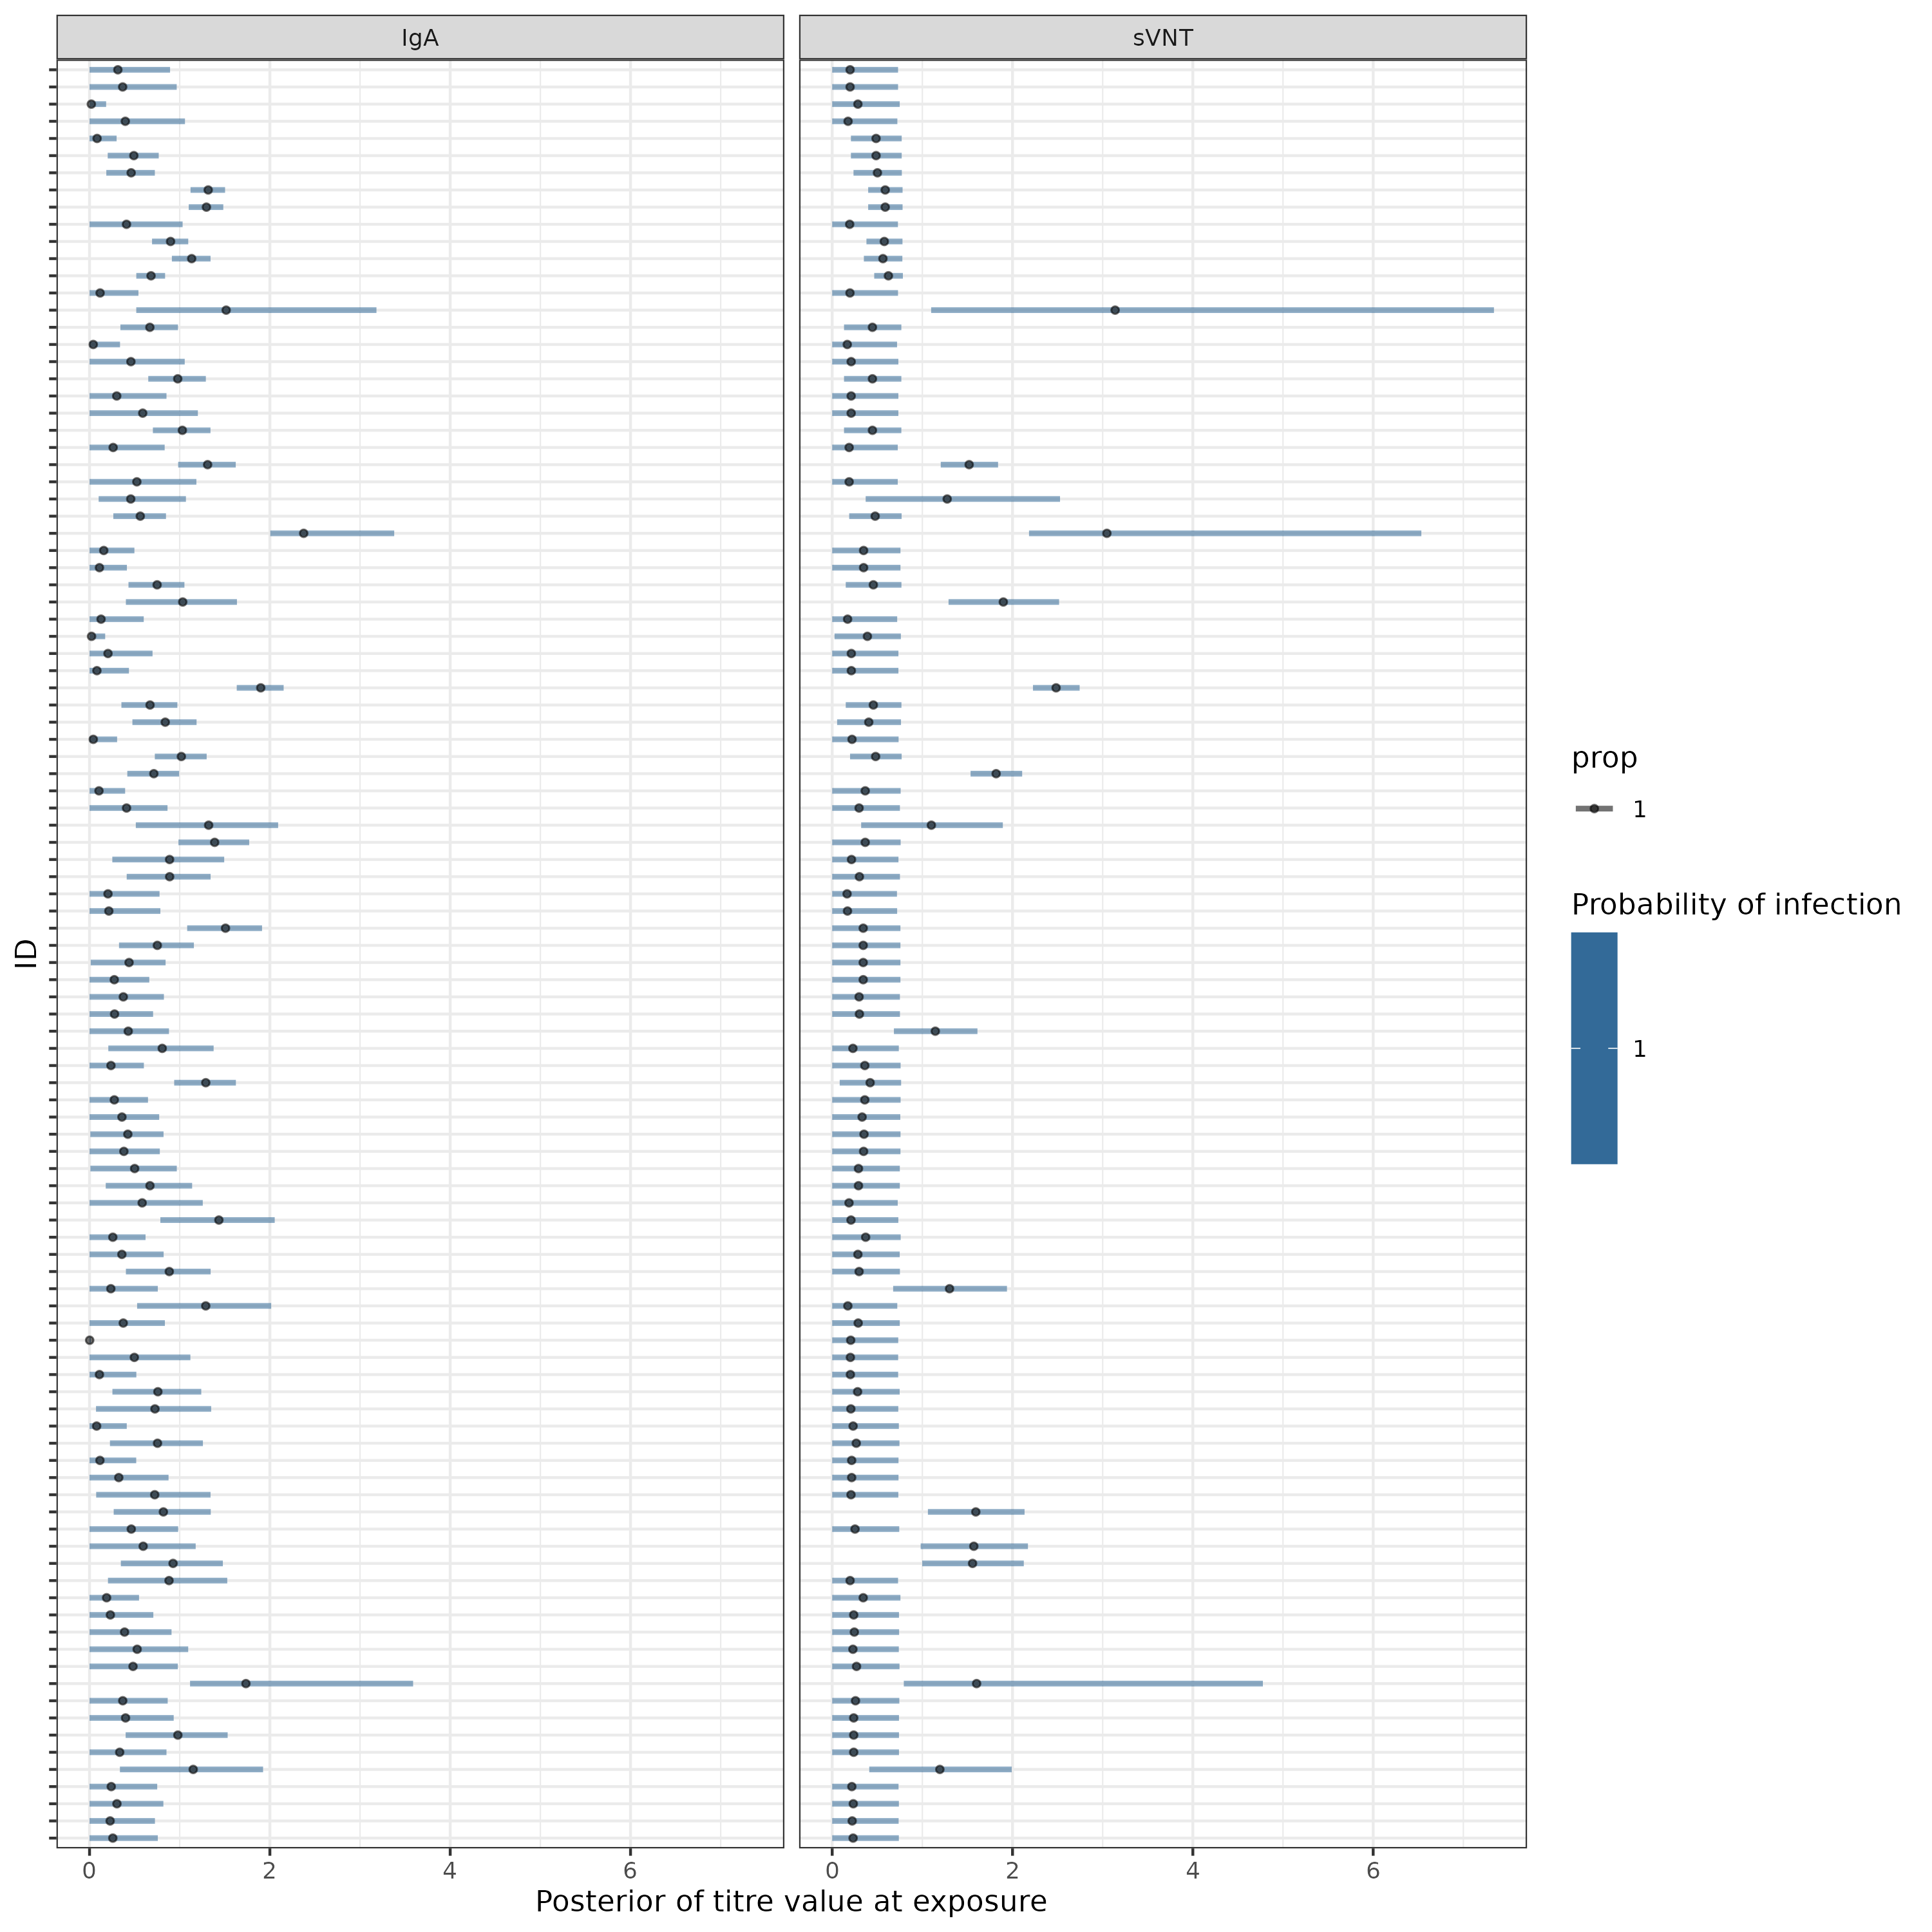 IgA
sVNT
ID
0 2 4 6
0 2 4 6
Posterior of titre value at exposure
prop
1
Probability of infection
1